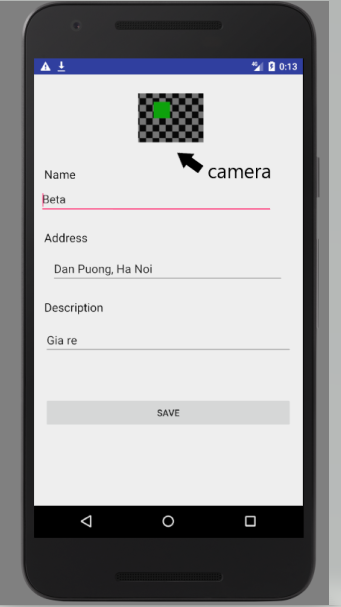 0:13
camera
Name
Beta
Address
Dan Puong, Ha Noi
Description
Gia re
SAVE